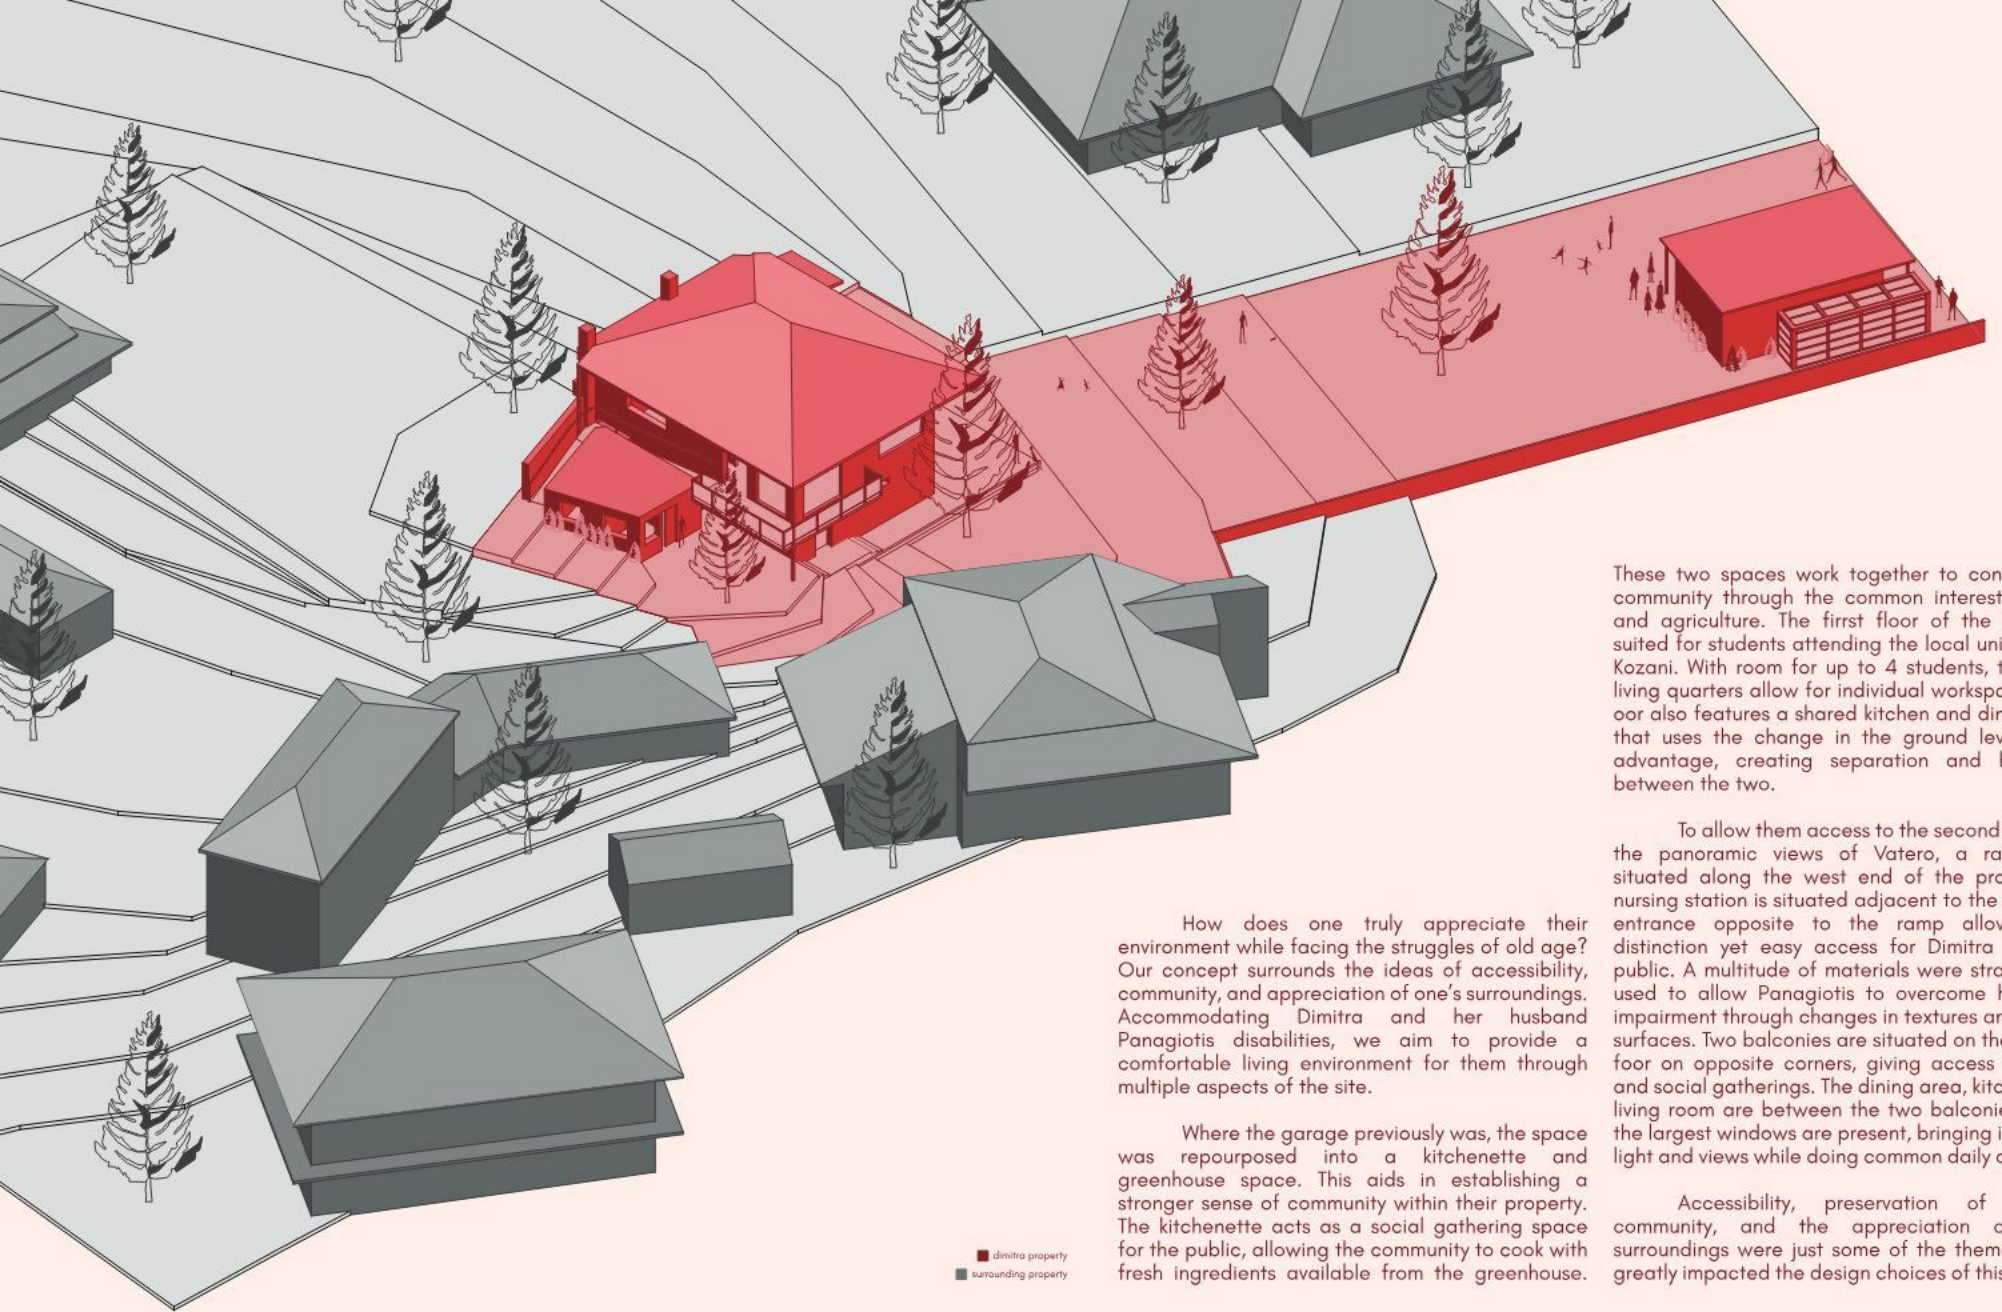 How does one truly appreciate their
environment while facing the struggles of old age?
Our concept surrounds the ideas of accessibility,
community, and appreciation of one's surroundings.
Accommodating Dimitra and her husband
Panagiotis disabilities, we aim to provide a
comfortable living environment for them through
multiple aspects of the site.
Where the garage previously was, the space
was repourposed into a kitchenette and
greenhouse space. This aids in establishing a
stronger sense of community within their property.
The kitchenette acts as a social gathering space
for the public, allowing the community to cook with
fresh ingredients available from the greenhouse.
These two spaces work together to con
community through the common interest
and agriculture. The firrst floor of the
suited for students attending the local uni
Kozani. With room for up to 4 students, t
living quarters allow for individual workspa
oor also features a shared kitchen and din
that uses the change in the ground lev
advantage, creating separation and
between the two.
To allow them access to the second
the panoramic views of Vatero, a ra
situated along the west end of the pro
nursing station is situated adjacent to the
entrance opposite to the ramp allow
distinction yet easy access for Dimitra
public. A multitude of materials were stra
used to allow Panagiotis to overcome h
impairment through changes in textures an
surfaces. Two balconies are situated on the
foor on opposite corners, giving access
and social gatherings. The dining area, kitc
living room are between the two balconie
the largest windows are present, bringing i
light and views while doing common daily
Accessibility, preservation of
community, and the appreciation
surroundings were just some of the them
greatly impacted the design choices of this
dimitra property
surrounding property